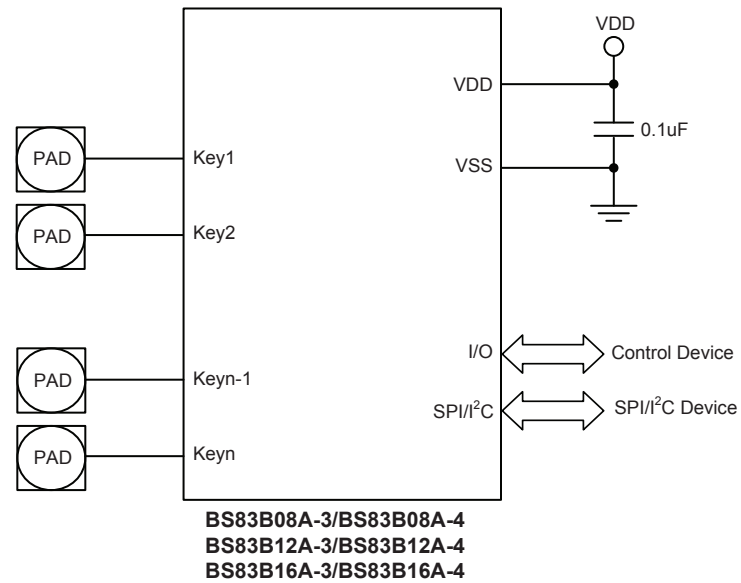 VDD
VDD
0.1uF
PAD
Key1
VSS
PAD
Key2
I/O
Control Device
PAD
Keyn-1
SPI/I²C
SPI/I²C Device
PAD
Keyn
BS83B08A-3/BS83B08A-4
BS83B12A-3/BS83B12A-4
BS83B16A-3/BS83B16A-4